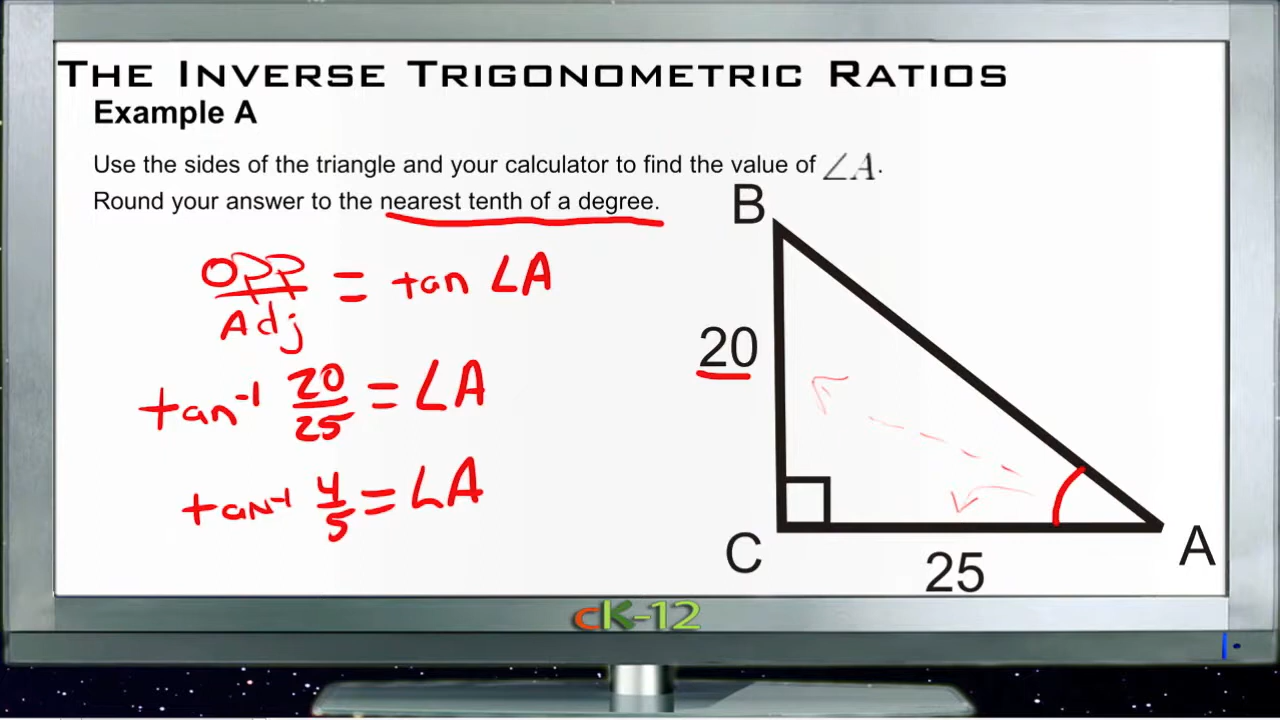 THE INVERSE TRIGONOMETRIC RATIOS
Example A
Use the sides of the triangle and your calculator to find the value of ∠A.
Round your answer to the nearest tenth of a degree.
B
OPP/Adj = tan ∠A
20
tan⁻¹ 20/25 = ∠A
tan⁻¹ 4/5 = ∠A
C
A
25
cK-12